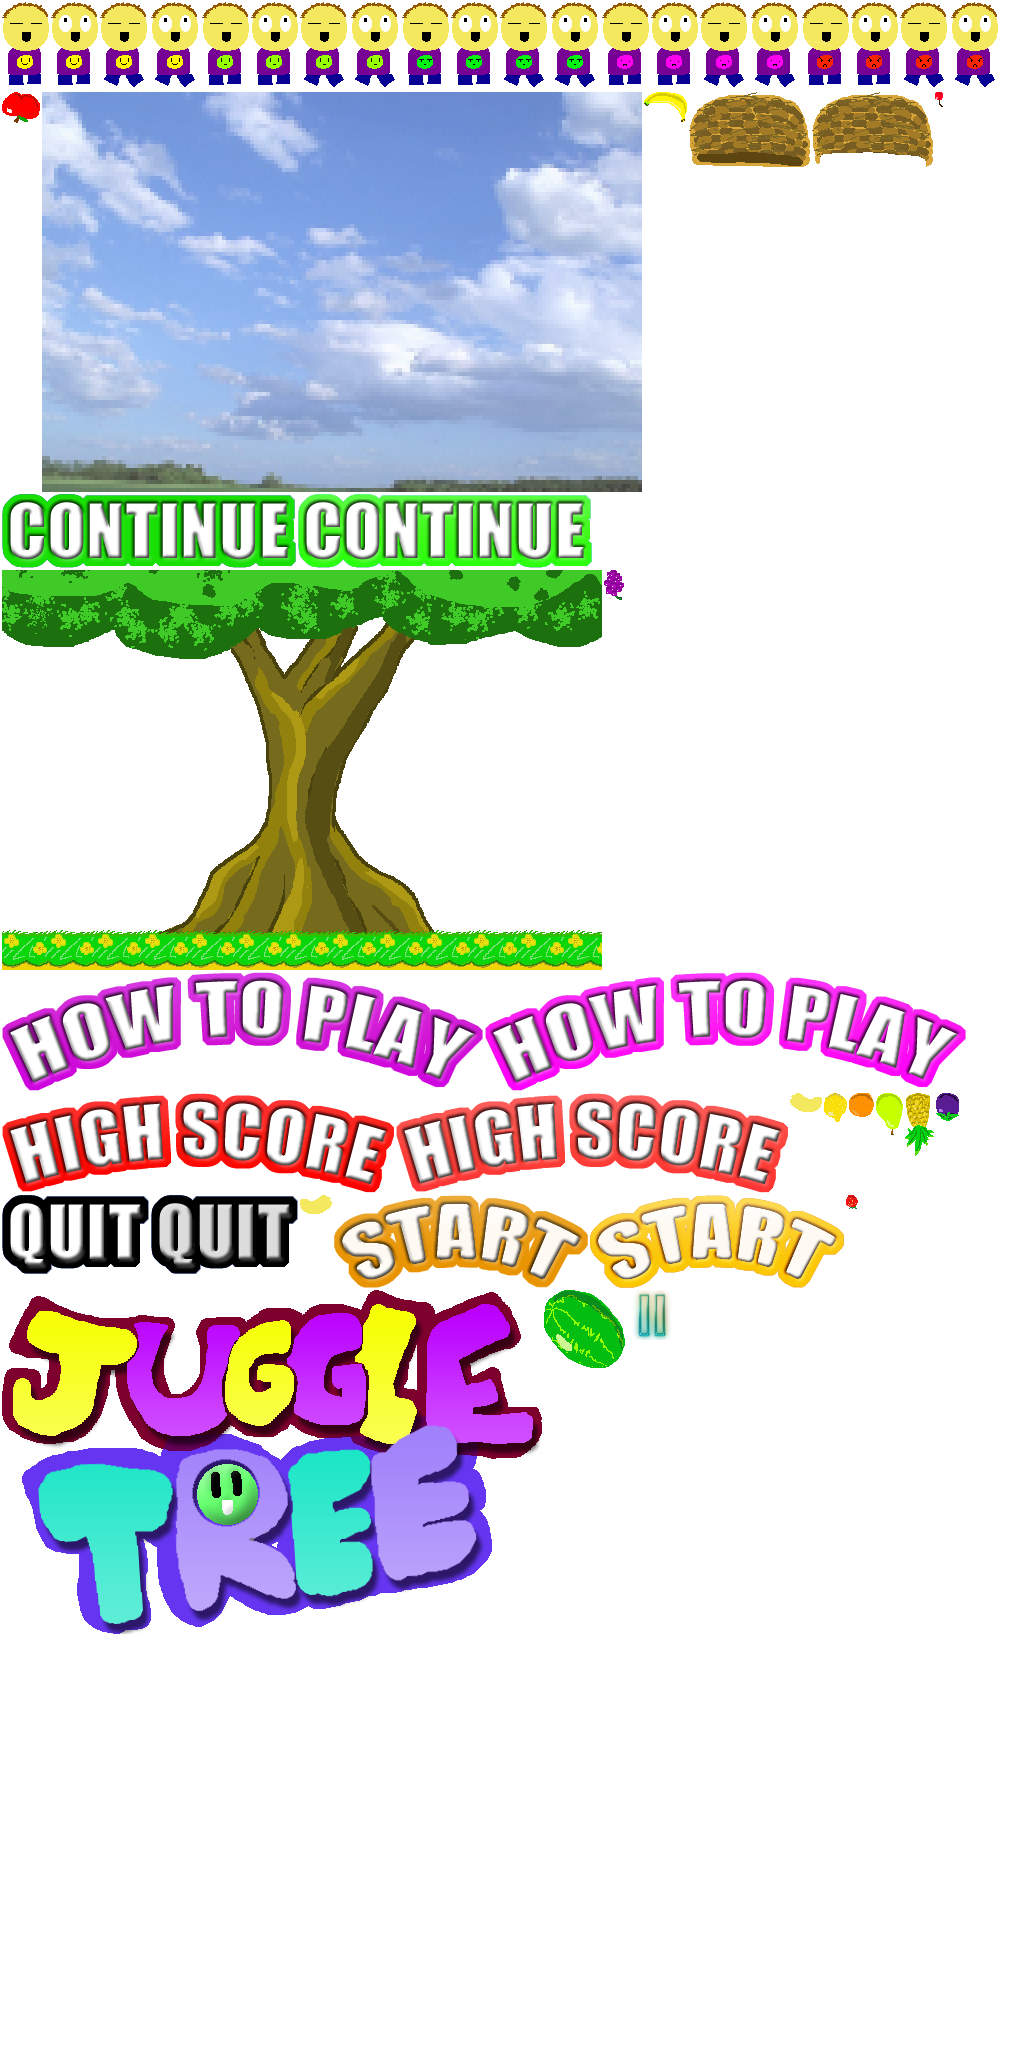 CONTINUE CONTINUE
HOW TO PLAY HOW TO PLAY
HIGH SCORE HIGH SCORE
QUIT QUIT START START
JUGGLE
TREE